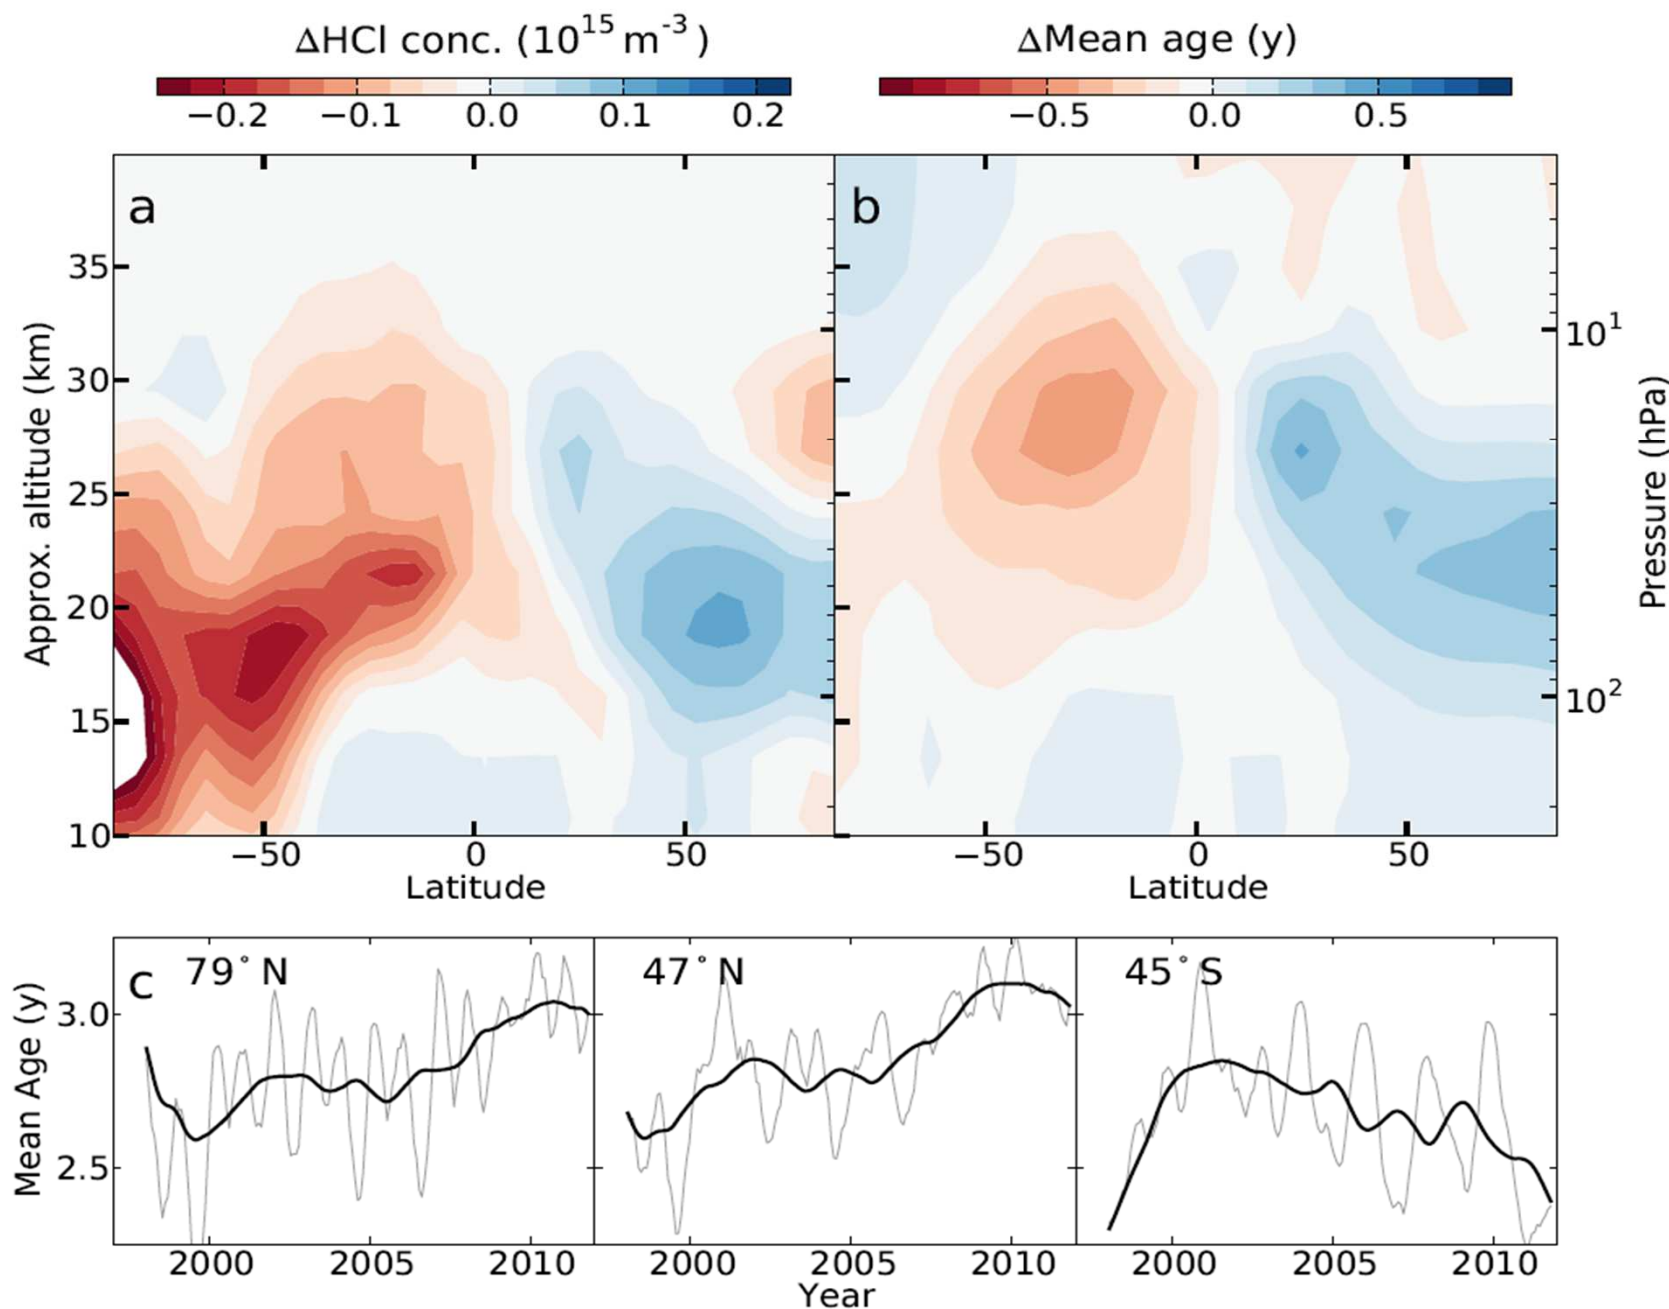 ΔHCl conc. (10¹⁵ m⁻³)
ΔMean age (y)
−0.2 −0.1 0.0 0.1 0.2
−0.5 0.0 0.5
a
b
Approx. altitude (km)
35
30
25
20
15
10
10¹
10²
Pressure (hPa)
−50 0 50
−50 0 50
Latitude
Latitude
c 79°N
47°N
45°S
Mean Age (y)
3.0
2.5
2000 2005 2010
2000 2005 2010
2000 2005 2010
Year